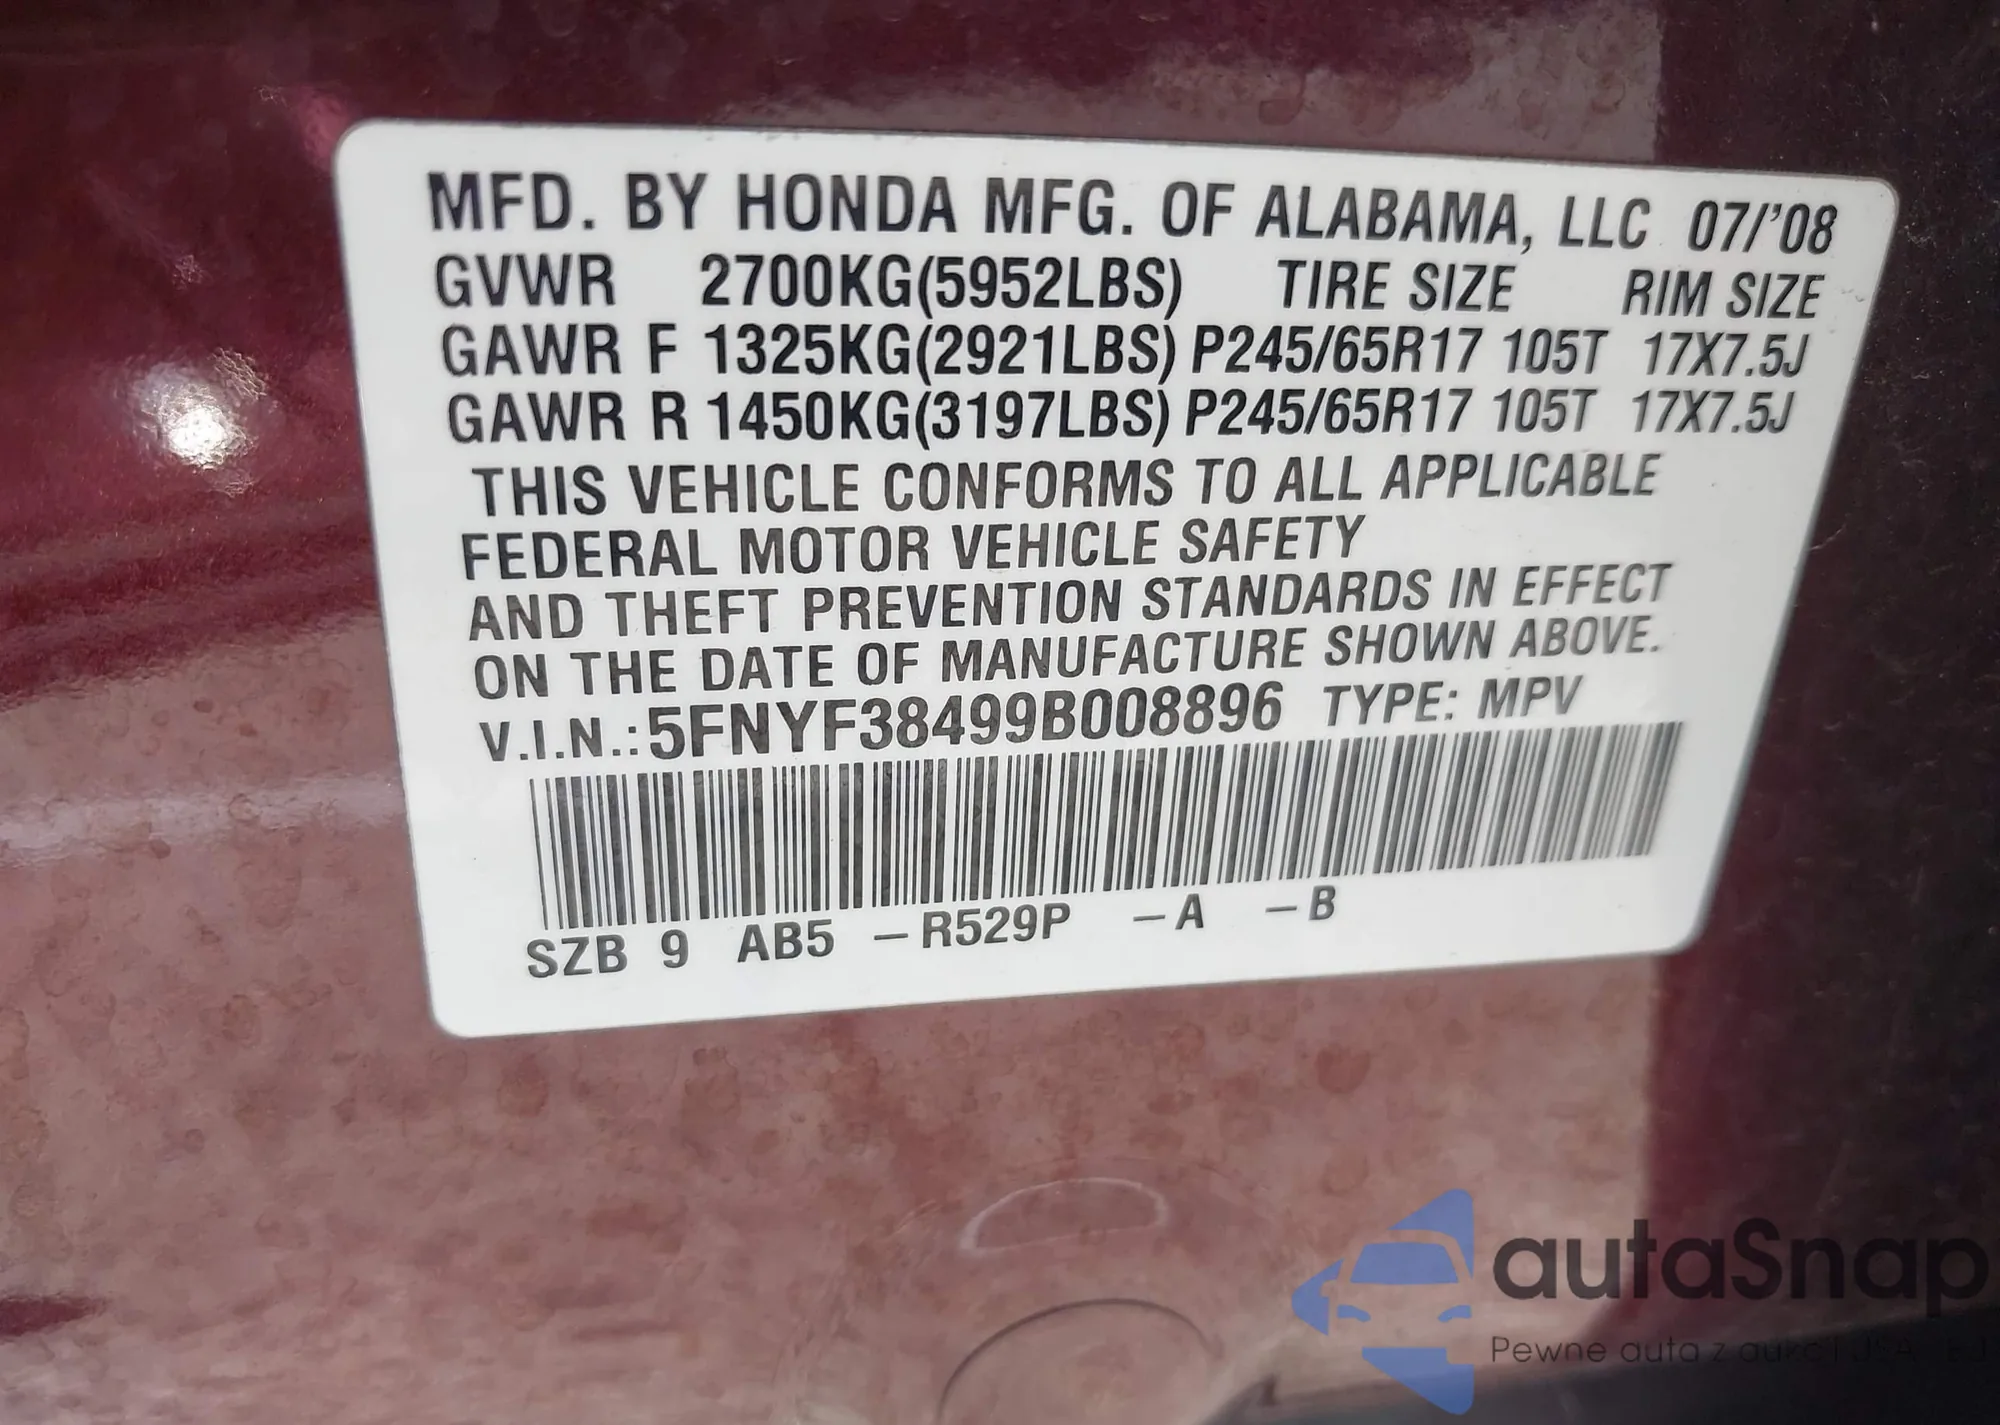 MFD. BY HONDA MFG. OF ALABAMA, LLC 07/'08
GVWR 2700KG(5952LBS) TIRE SIZE RIM SIZE
GAWR F 1325KG(2921LBS) P245/65R17 105T 17X7.5J
GAWR R 1450KG(3197LBS) P245/65R17 105T 17X7.5J
THIS VEHICLE CONFORMS TO ALL APPLICABLE
FEDERAL MOTOR VEHICLE SAFETY
AND THEFT PREVENTION STANDARDS IN EFFECT
ON THE DATE OF MANUFACTURE SHOWN ABOVE.
V.I.N.:5FNYF38499B008896 TYPE: MPV
SZB 9 AB5 –R529P –A –B
autaSnap
Pewne auta z